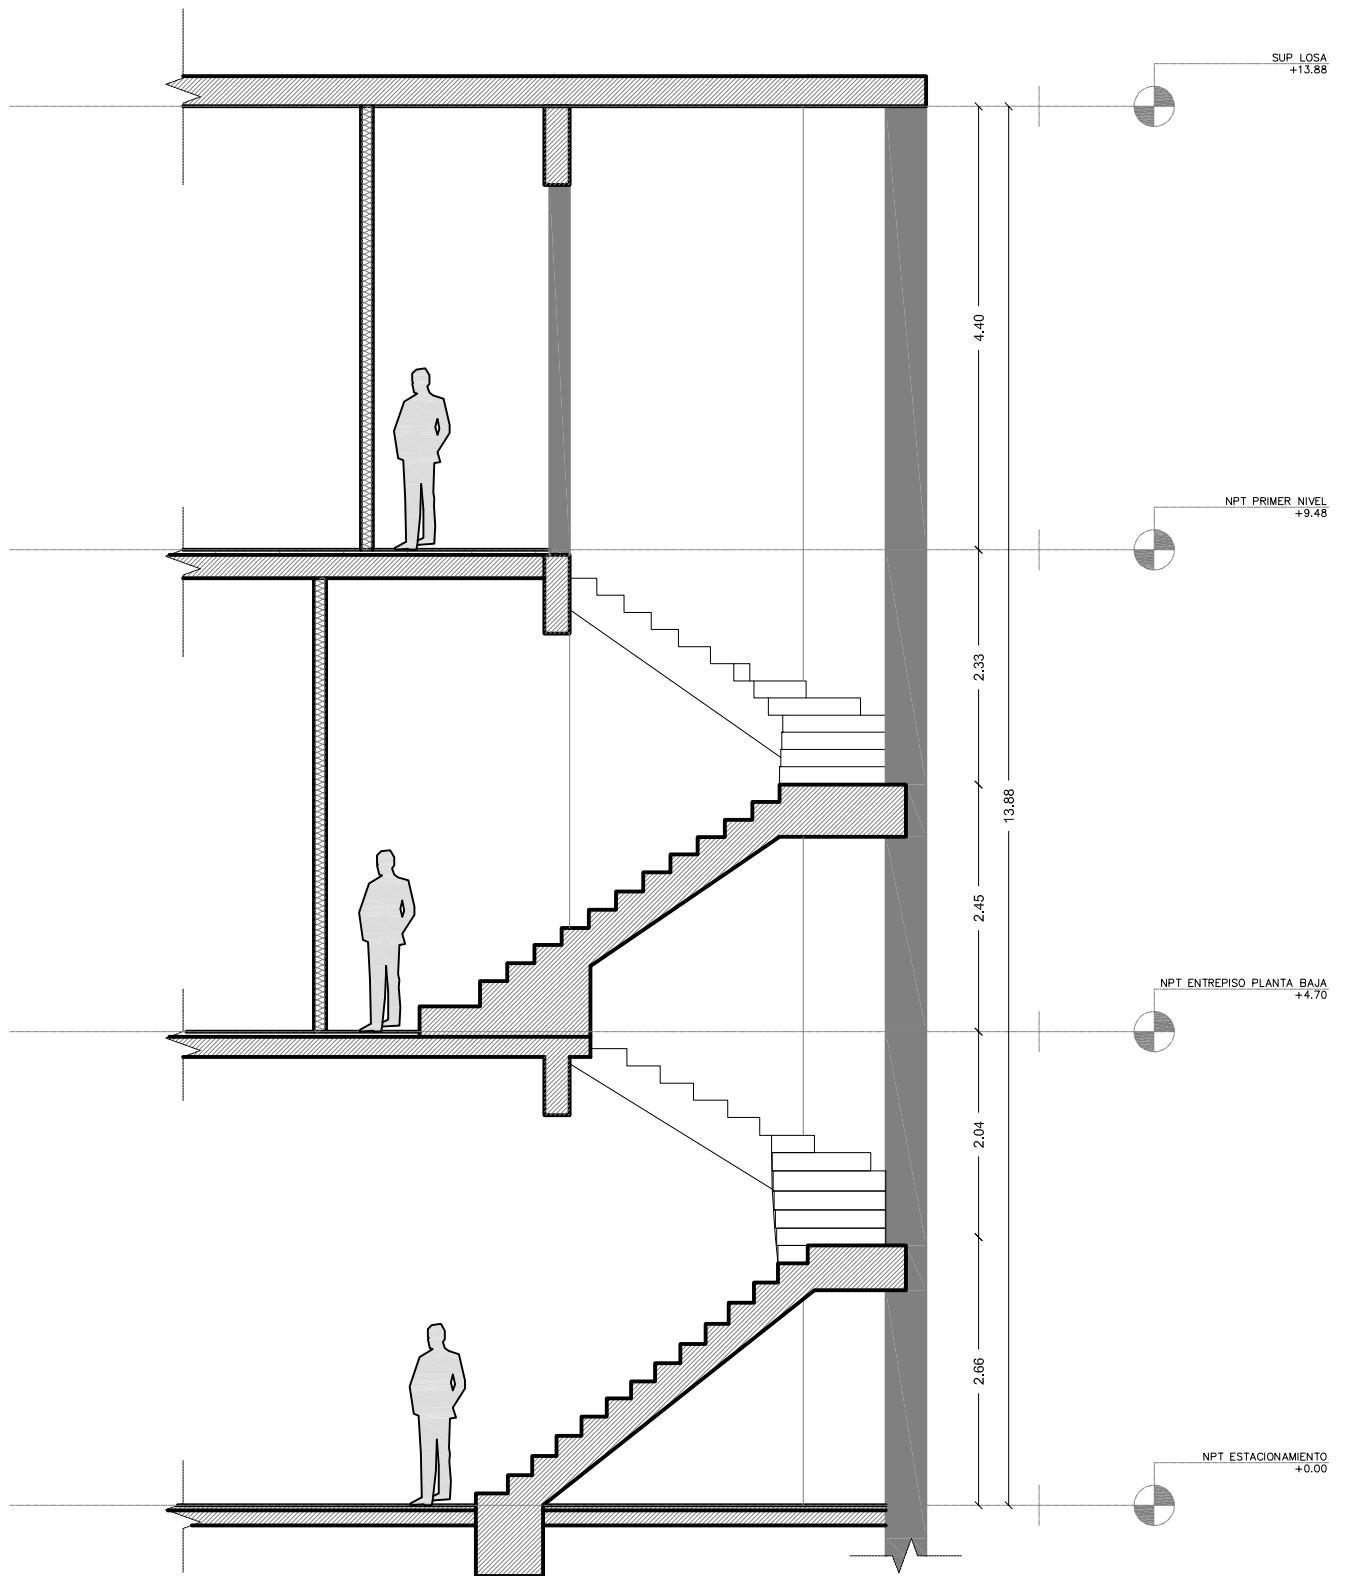 SUP LOSA
+13.88
4.40
NPT PRIMER NIVEL
+9.48
2.33
13.88
2.45
NPT ENTREPISO PLANTA BAJA
+4.70
2.04
2.66
NPT ESTACIONAMIENTO
+0.00